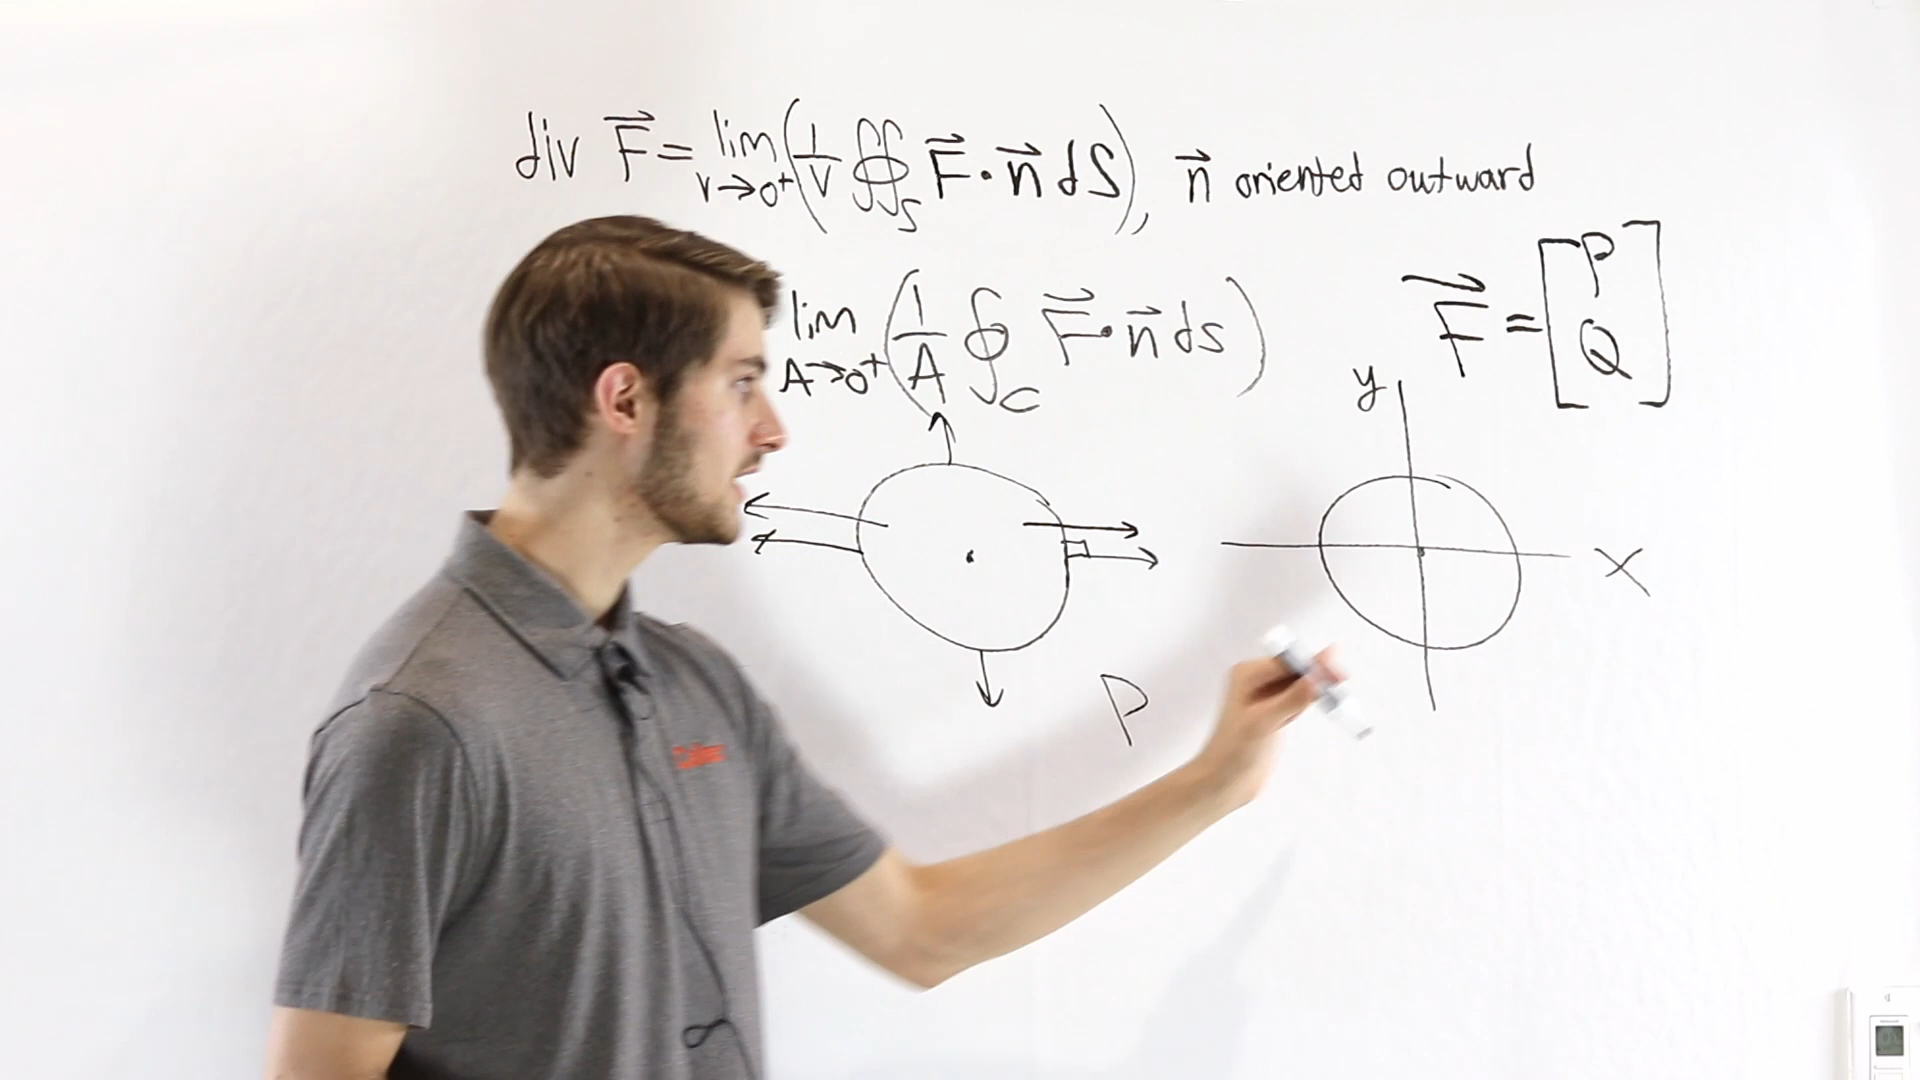 div F⃗ = lim V→0⁺ (1/V ∯_S F⃗ · n⃗ dS), n⃗ oriented outward
lim A→0⁺ (1/A ∮_C F⃗ · n⃗ ds)
F⃗ = [P Q]
y
x
P